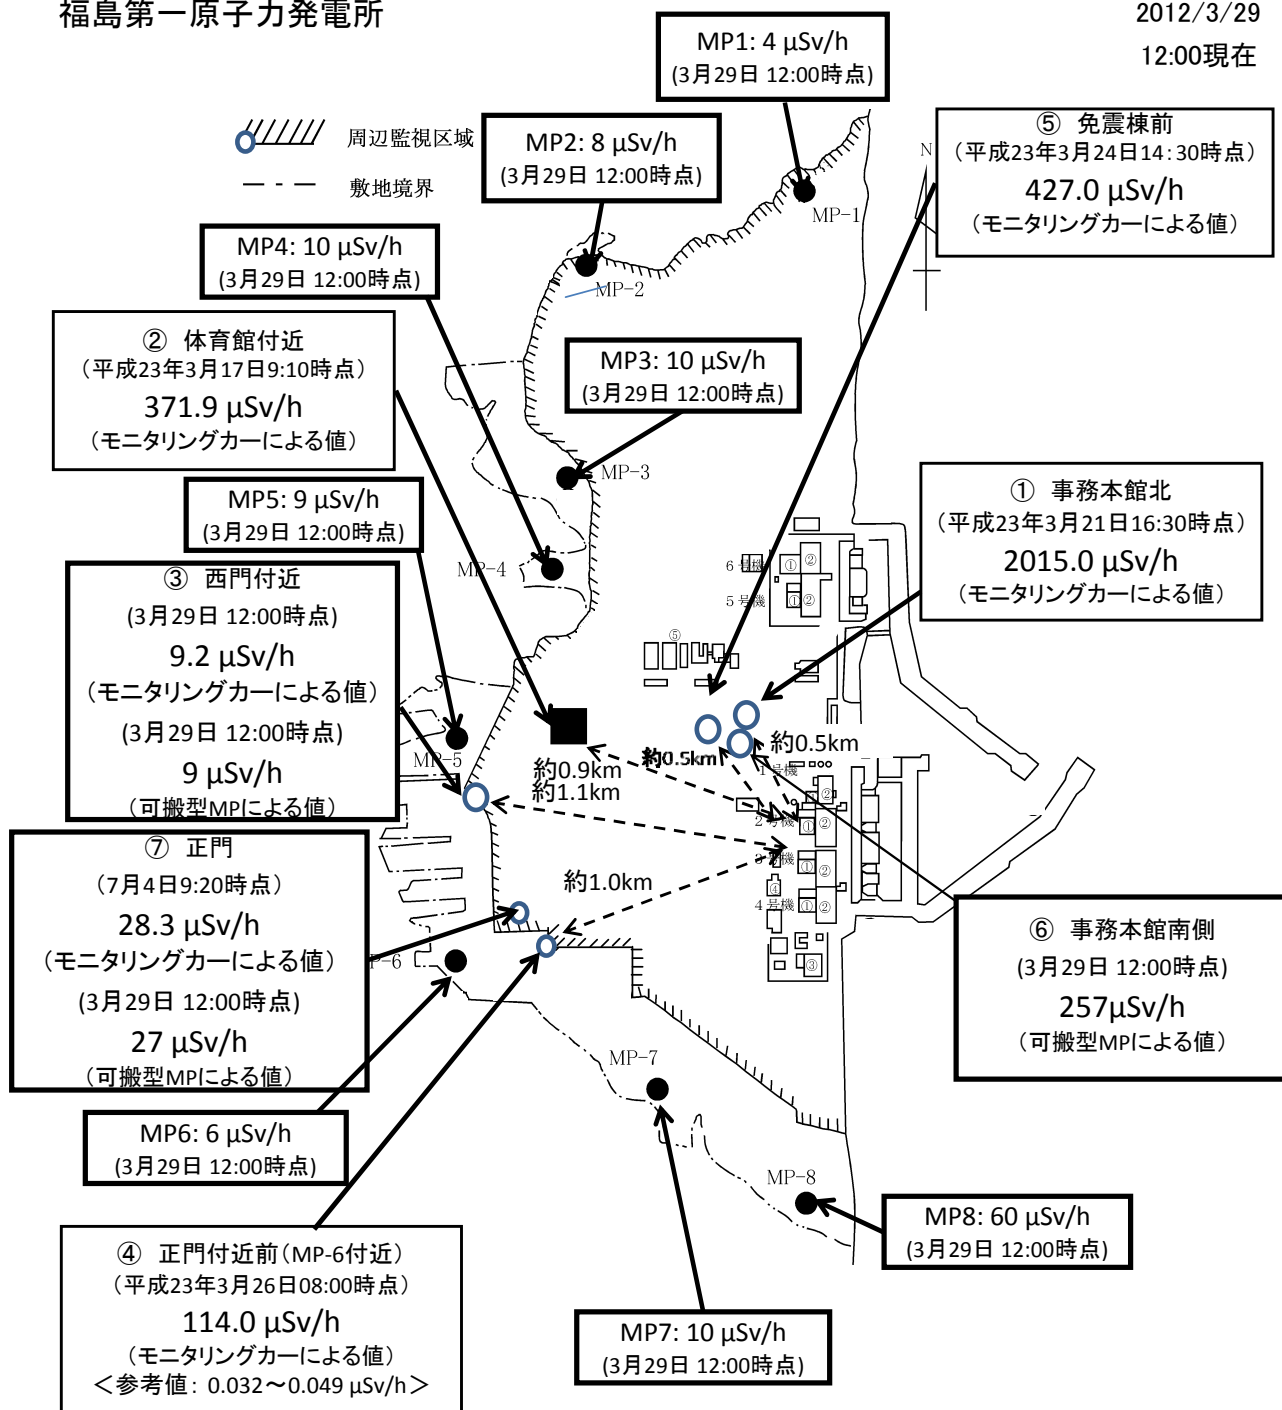 福島第一原子力発電所
2012/3/29
12:00現在
周辺監視区域
敷地境界
MP1: 4 μSv/h
(3月29日 12:00時点)
MP2: 8 μSv/h
(3月29日 12:00時点)
⑤ 免震棟前
(平成23年3月24日14:30時点)
427.0 μSv/h
(モニタリングカーによる値)
N
MP-1
MP4: 10 μSv/h
(3月29日 12:00時点)
MP-2
② 体育館付近
(平成23年3月17日9:10時点)
371.9 μSv/h
(モニタリングカーによる値)
MP3: 10 μSv/h
(3月29日 12:00時点)
MP-3
MP5: 9 μSv/h
(3月29日 12:00時点)
① 事務本館北
(平成23年3月21日16:30時点)
2015.0 μSv/h
(モニタリングカーによる値)
MP-4
③ 西門付近
(3月29日 12:00時点)
9.2 μSv/h
(モニタリングカーによる値)
(3月29日 12:00時点)
9 μSv/h
(可搬型MPによる値)
6号機
① ②
5号機
① ②
⑤
MP-5
約0.9km
約1.1km
約0.5km
約0.5km
1号機
②
2号機
① ②
3号機
① ②
④
4号機
① ②
③
約1.0km
⑦ 正門
(7月4日9:20時点)
28.3 μSv/h
(モニタリングカーによる値)
(3月29日 12:00時点)
27 μSv/h
(可搬型MPによる値)
P-6
⑥ 事務本館南側
(3月29日 12:00時点)
257μSv/h
(可搬型MPによる値)
MP-7
MP6: 6 μSv/h
(3月29日 12:00時点)
MP-8
MP8: 60 μSv/h
(3月29日 12:00時点)
④ 正門付近前(MP-6付近)
(平成23年3月26日08:00時点)
114.0 μSv/h
(モニタリングカーによる値)
<参考値: 0.032~0.049 μSv/h>
MP7: 10 μSv/h
(3月29日 12:00時点)